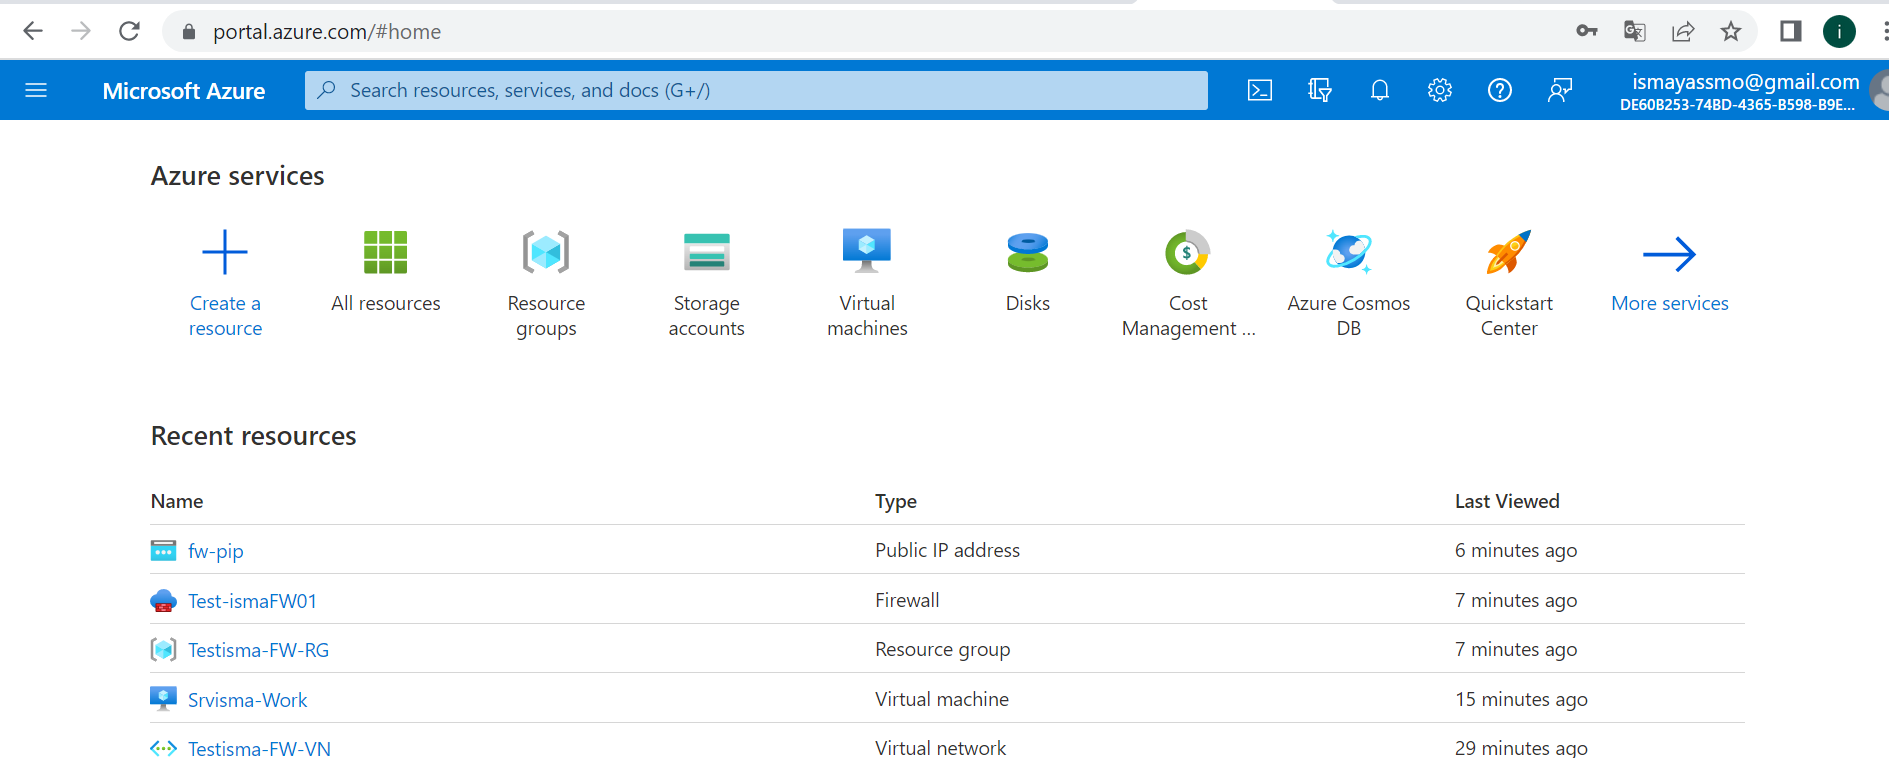 portal.azure.com/#home
i
Microsoft Azure
Search resources, services, and docs (G+/)
ismayassmo@gmail.com
DE60B253-74BD-4365-B598-B9E...
Azure services
Create a resource
All resources
Resource groups
Storage accounts
Virtual machines
Disks
Cost Management ...
Azure Cosmos DB
Quickstart Center
More services
Recent resources
Name Type Last Viewed
fw-pip Public IP address 6 minutes ago
Test-ismaFW01 Firewall 7 minutes ago
Testisma-FW-RG Resource group 7 minutes ago
Srvisma-Work Virtual machine 15 minutes ago
Testisma-FW-VN Virtual network 29 minutes ago